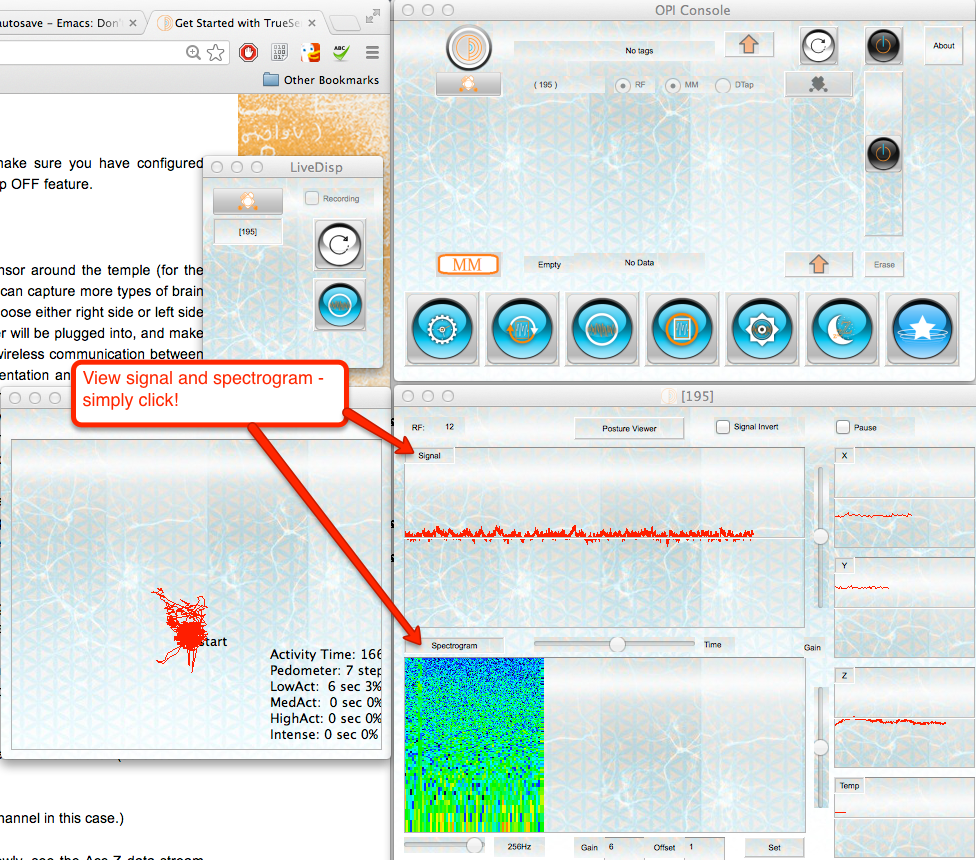 autosave – Emacs: Don'
Get Started with TrueSe
Other Bookmarks
ABC
make sure you have configured
p OFF feature.
nsor around the temple (for the
can capture more types of brain
oose either right side or left side
er will be plugged into, and make
wireless communication between
entation an
LiveDisp
Recording
[195]
View signal and spectrogram -
simply click!
Start
Activity Time: 166
Pedometer: 7 step
LowAct: 6 sec 3%
MedAct: 0 sec 0%
HighAct: 0 sec 0%
Intense: 0 sec 0%
hannel in this case.)
OPI Console
No tags
About
(195)
RF
MM
DTap
MM
Empty
No Data
Erase
[195]
RF: 12
Posture Viewer
Signal Invert
Pause
Signal
X
Y
Spectrogram
Time
Gain
Z
Temp
256Hz
Gain 6
Offset 1
Set